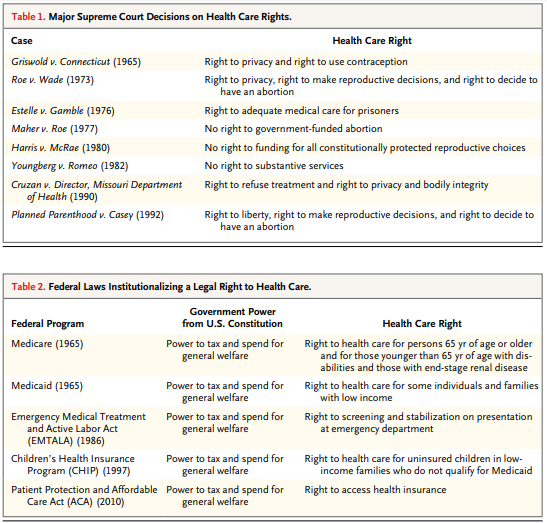 Table 1. Major Supreme Court Decisions on Health Care Rights.
Case Health Care Right
Griswold v. Connecticut (1965) Right to privacy and right to use contraception
Roe v. Wade (1973) Right to privacy, right to make reproductive decisions, and right to decide to
have an abortion
Estelle v. Gamble (1976) Right to adequate medical care for prisoners
Maher v. Roe (1977) No right to government-funded abortion
Harris v. McRae (1980) No right to funding for all constitutionally protected reproductive choices
Youngberg v. Romeo (1982) No right to substantive services
Cruzan v. Director, Missouri Department Right to refuse treatment and right to privacy and bodily integrity
of Health (1990)
Planned Parenthood v. Casey (1992) Right to liberty, right to make reproductive decisions, and right to decide to
have an abortion
Table 2. Federal Laws Institutionalizing a Legal Right to Health Care.
Government Power
Federal Program from U.S. Constitution Health Care Right
Medicare (1965) Power to tax and spend for Right to health care for persons 65 yr of age or older
general welfare and for those younger than 65 yr of age with dis-
abilities and those with end-stage renal disease
Medicaid (1965) Power to tax and spend for Right to health care for some individuals and families
general welfare with low income
Emergency Medical Treatment Power to tax and spend for Right to screening and stabilization on presentation
and Active Labor Act general welfare at emergency department
(EMTALA) (1986)
Children's Health Insurance Power to tax and spend for Right to health care for uninsured children in low-
Program (CHIP) (1997) general welfare income families who do not qualify for Medicaid
Patient Protection and Affordable Power to tax and spend for Right to access health insurance
Care Act (ACA) (2010) general welfare